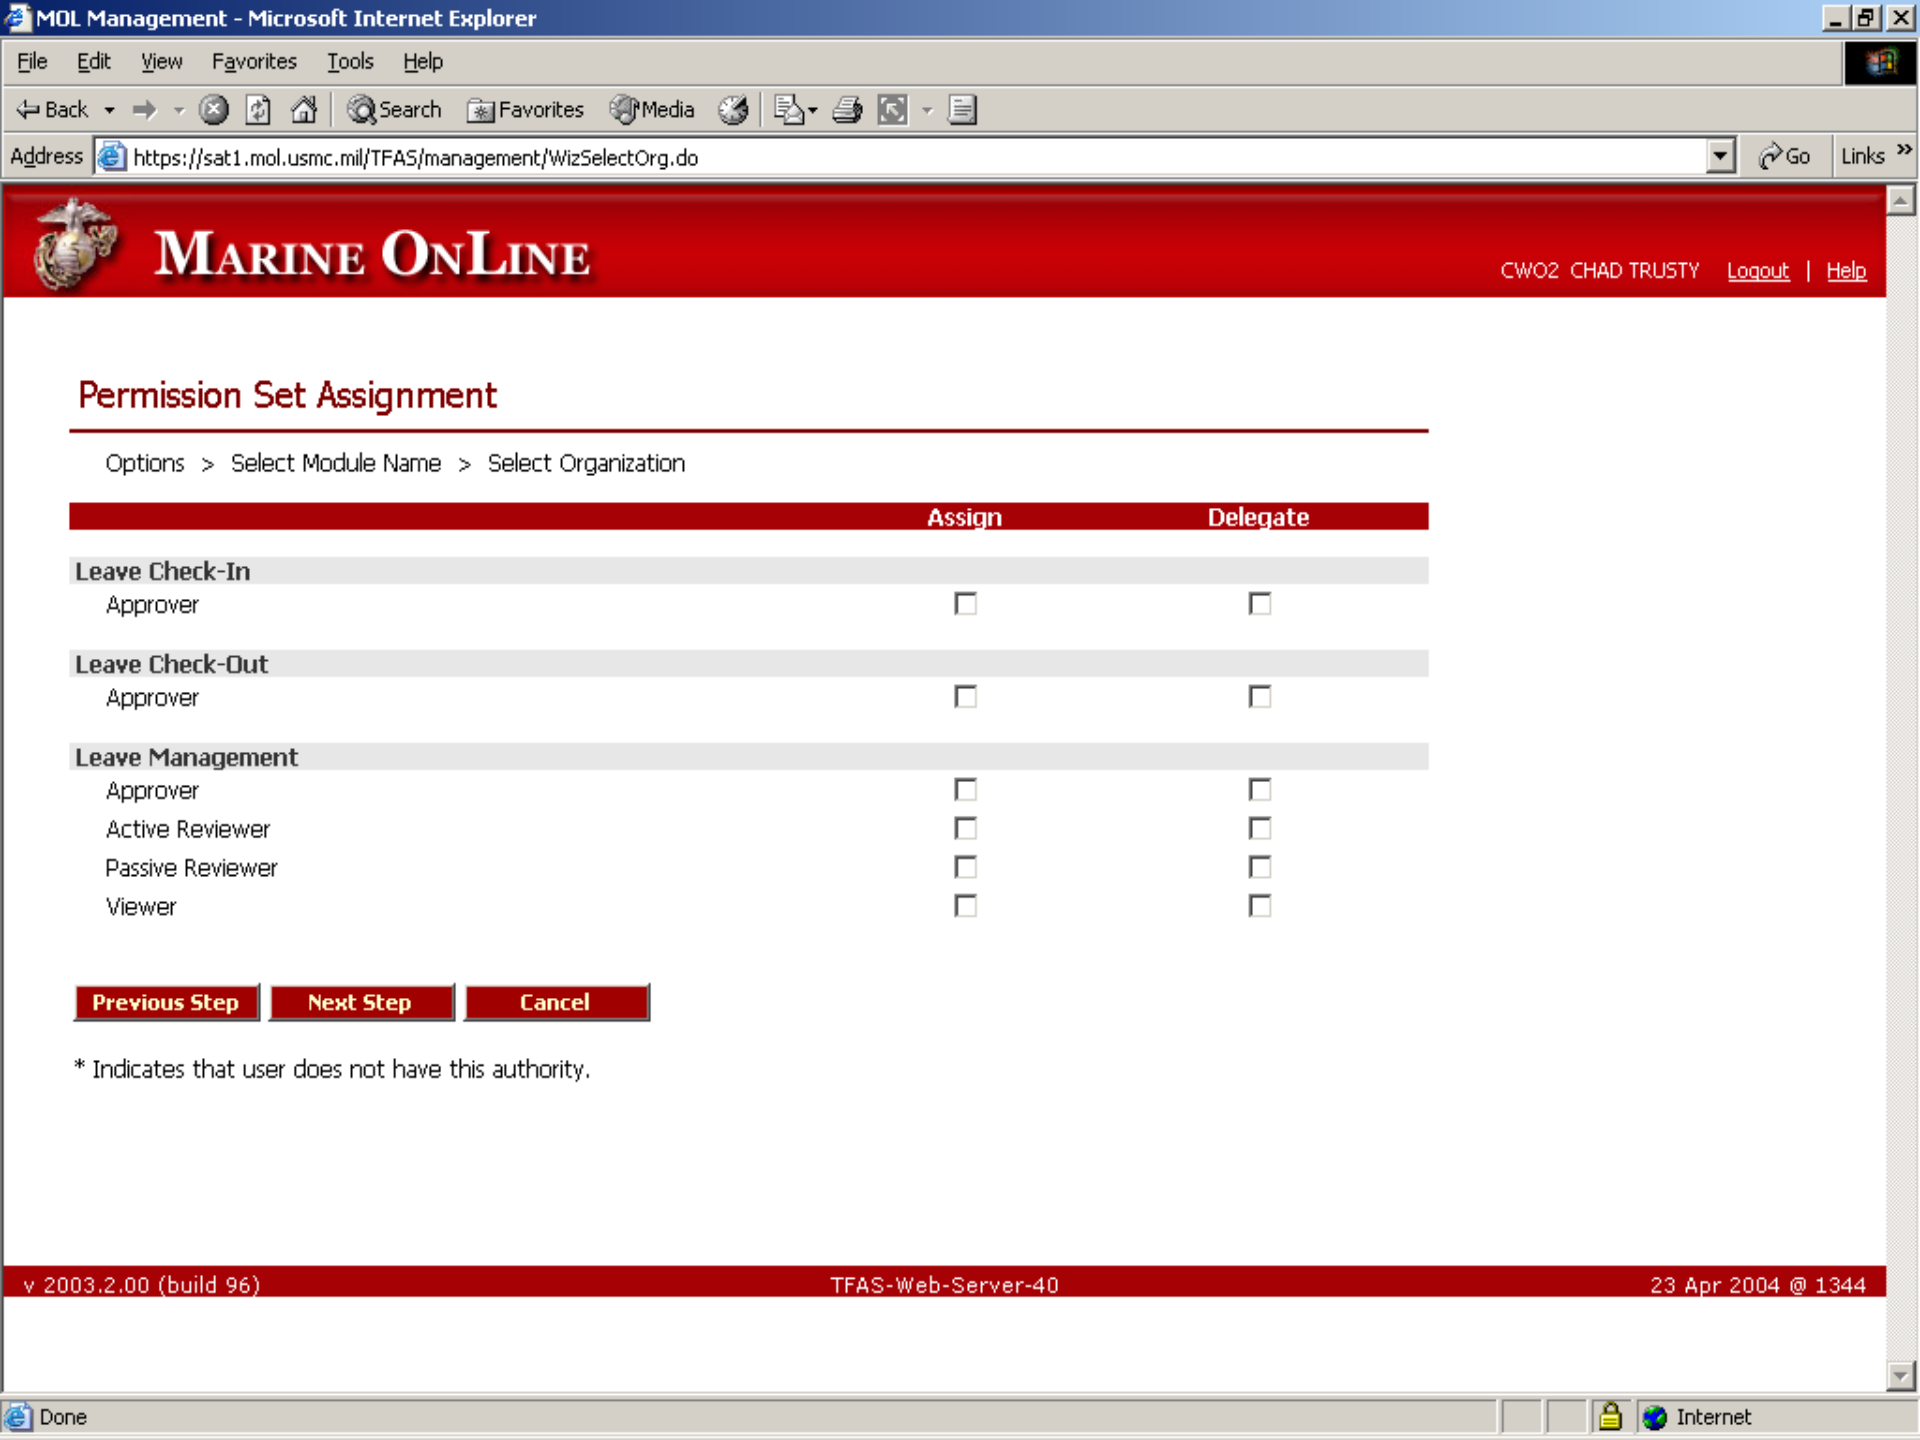 MOL Management - Microsoft Internet Explorer
File Edit View Favorites Tools Help
Back Search Favorites Media
Address https://sat1.mol.usmc.mil/TFAS/management/WizSelectOrg.do Go Links »
MARINE ONLINE
CWO2 CHAD TRUSTY Logout | Help
Permission Set Assignment
Options > Select Module Name > Select Organization
Assign Delegate
Leave Check-In
Approver
Leave Check-Out
Approver
Leave Management
Approver
Active Reviewer
Passive Reviewer
Viewer
Previous Step Next Step Cancel
* Indicates that user does not have this authority.
v 2003.2.00 (build 96) TFAS-Web-Server-40 23 Apr 2004 @ 1344
Done Internet